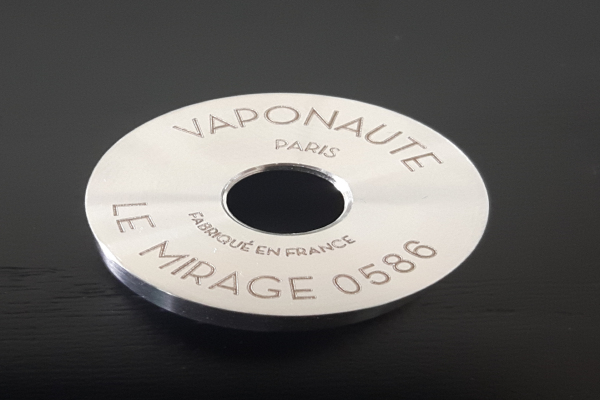 VAPONAUTE
PARIS
FABRIQUÉ EN FRANCE
LE MIRAGE 0586